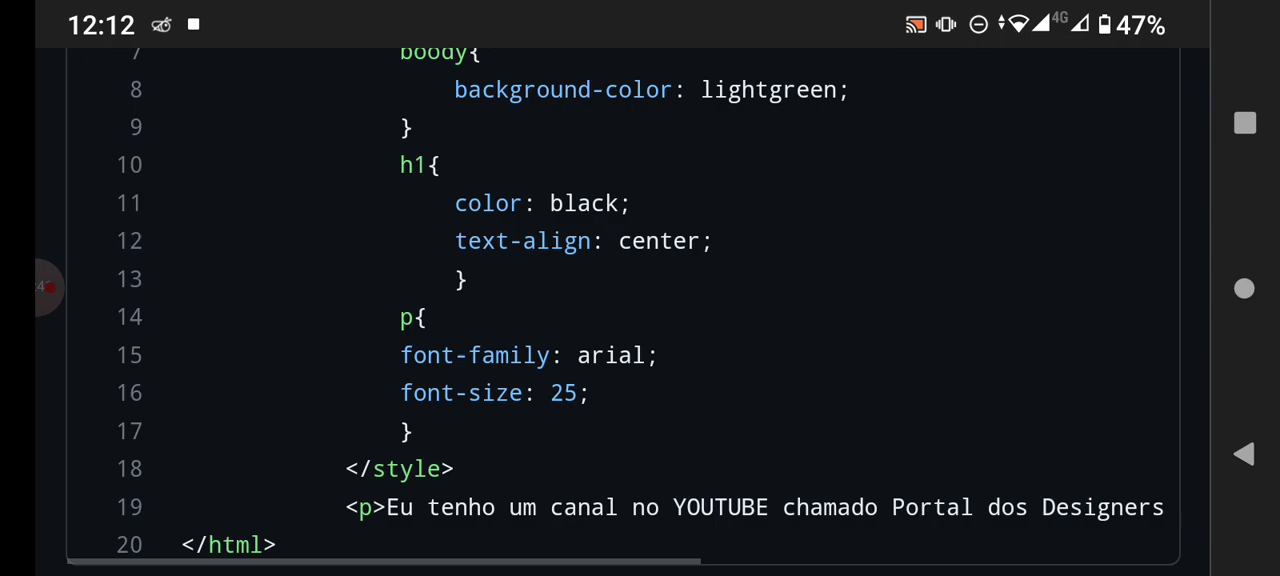 12:12 4G 47%
7 boody{
8 background-color: lightgreen;
9 }
10 h1{
11 color: black;
12 text-align: center;
13 }
14 p{
15 font-family: arial;
16 font-size: 25;
17 }
18 </style>
19 <p>Eu tenho um canal no YOUTUBE chamado Portal dos Designers
20 </html>